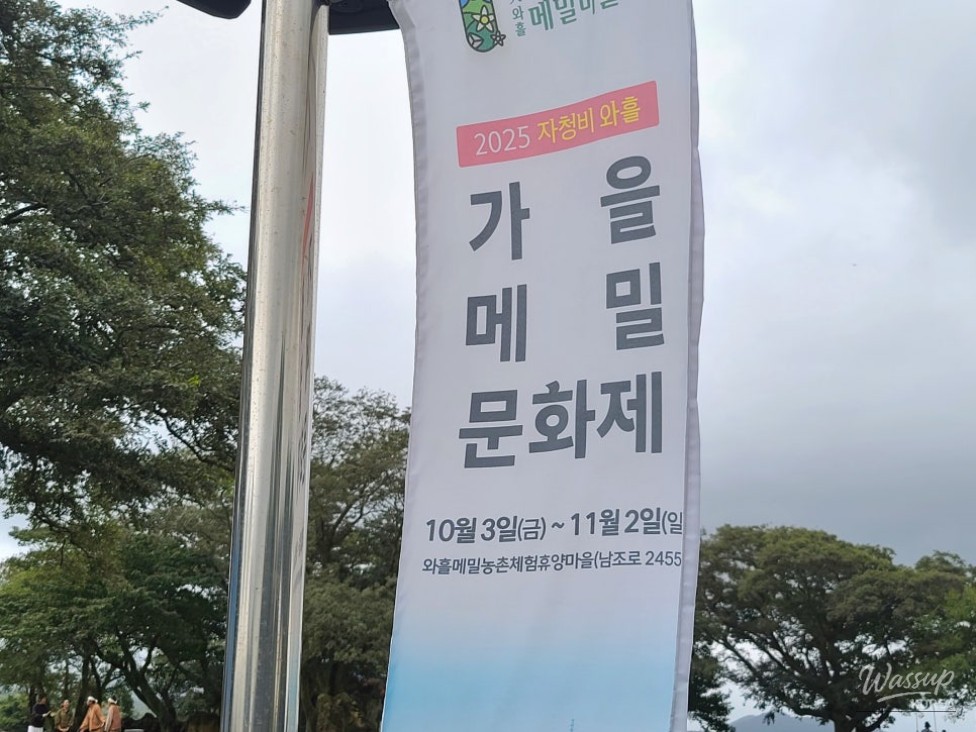 와흘
메밀마을
2025 자청비 와흘
가을
메밀
문화제
10월 3일(금) ~ 11월 2일(일
와흘메밀농촌체험휴양마을(남조로 2455
Wassup
KOREA